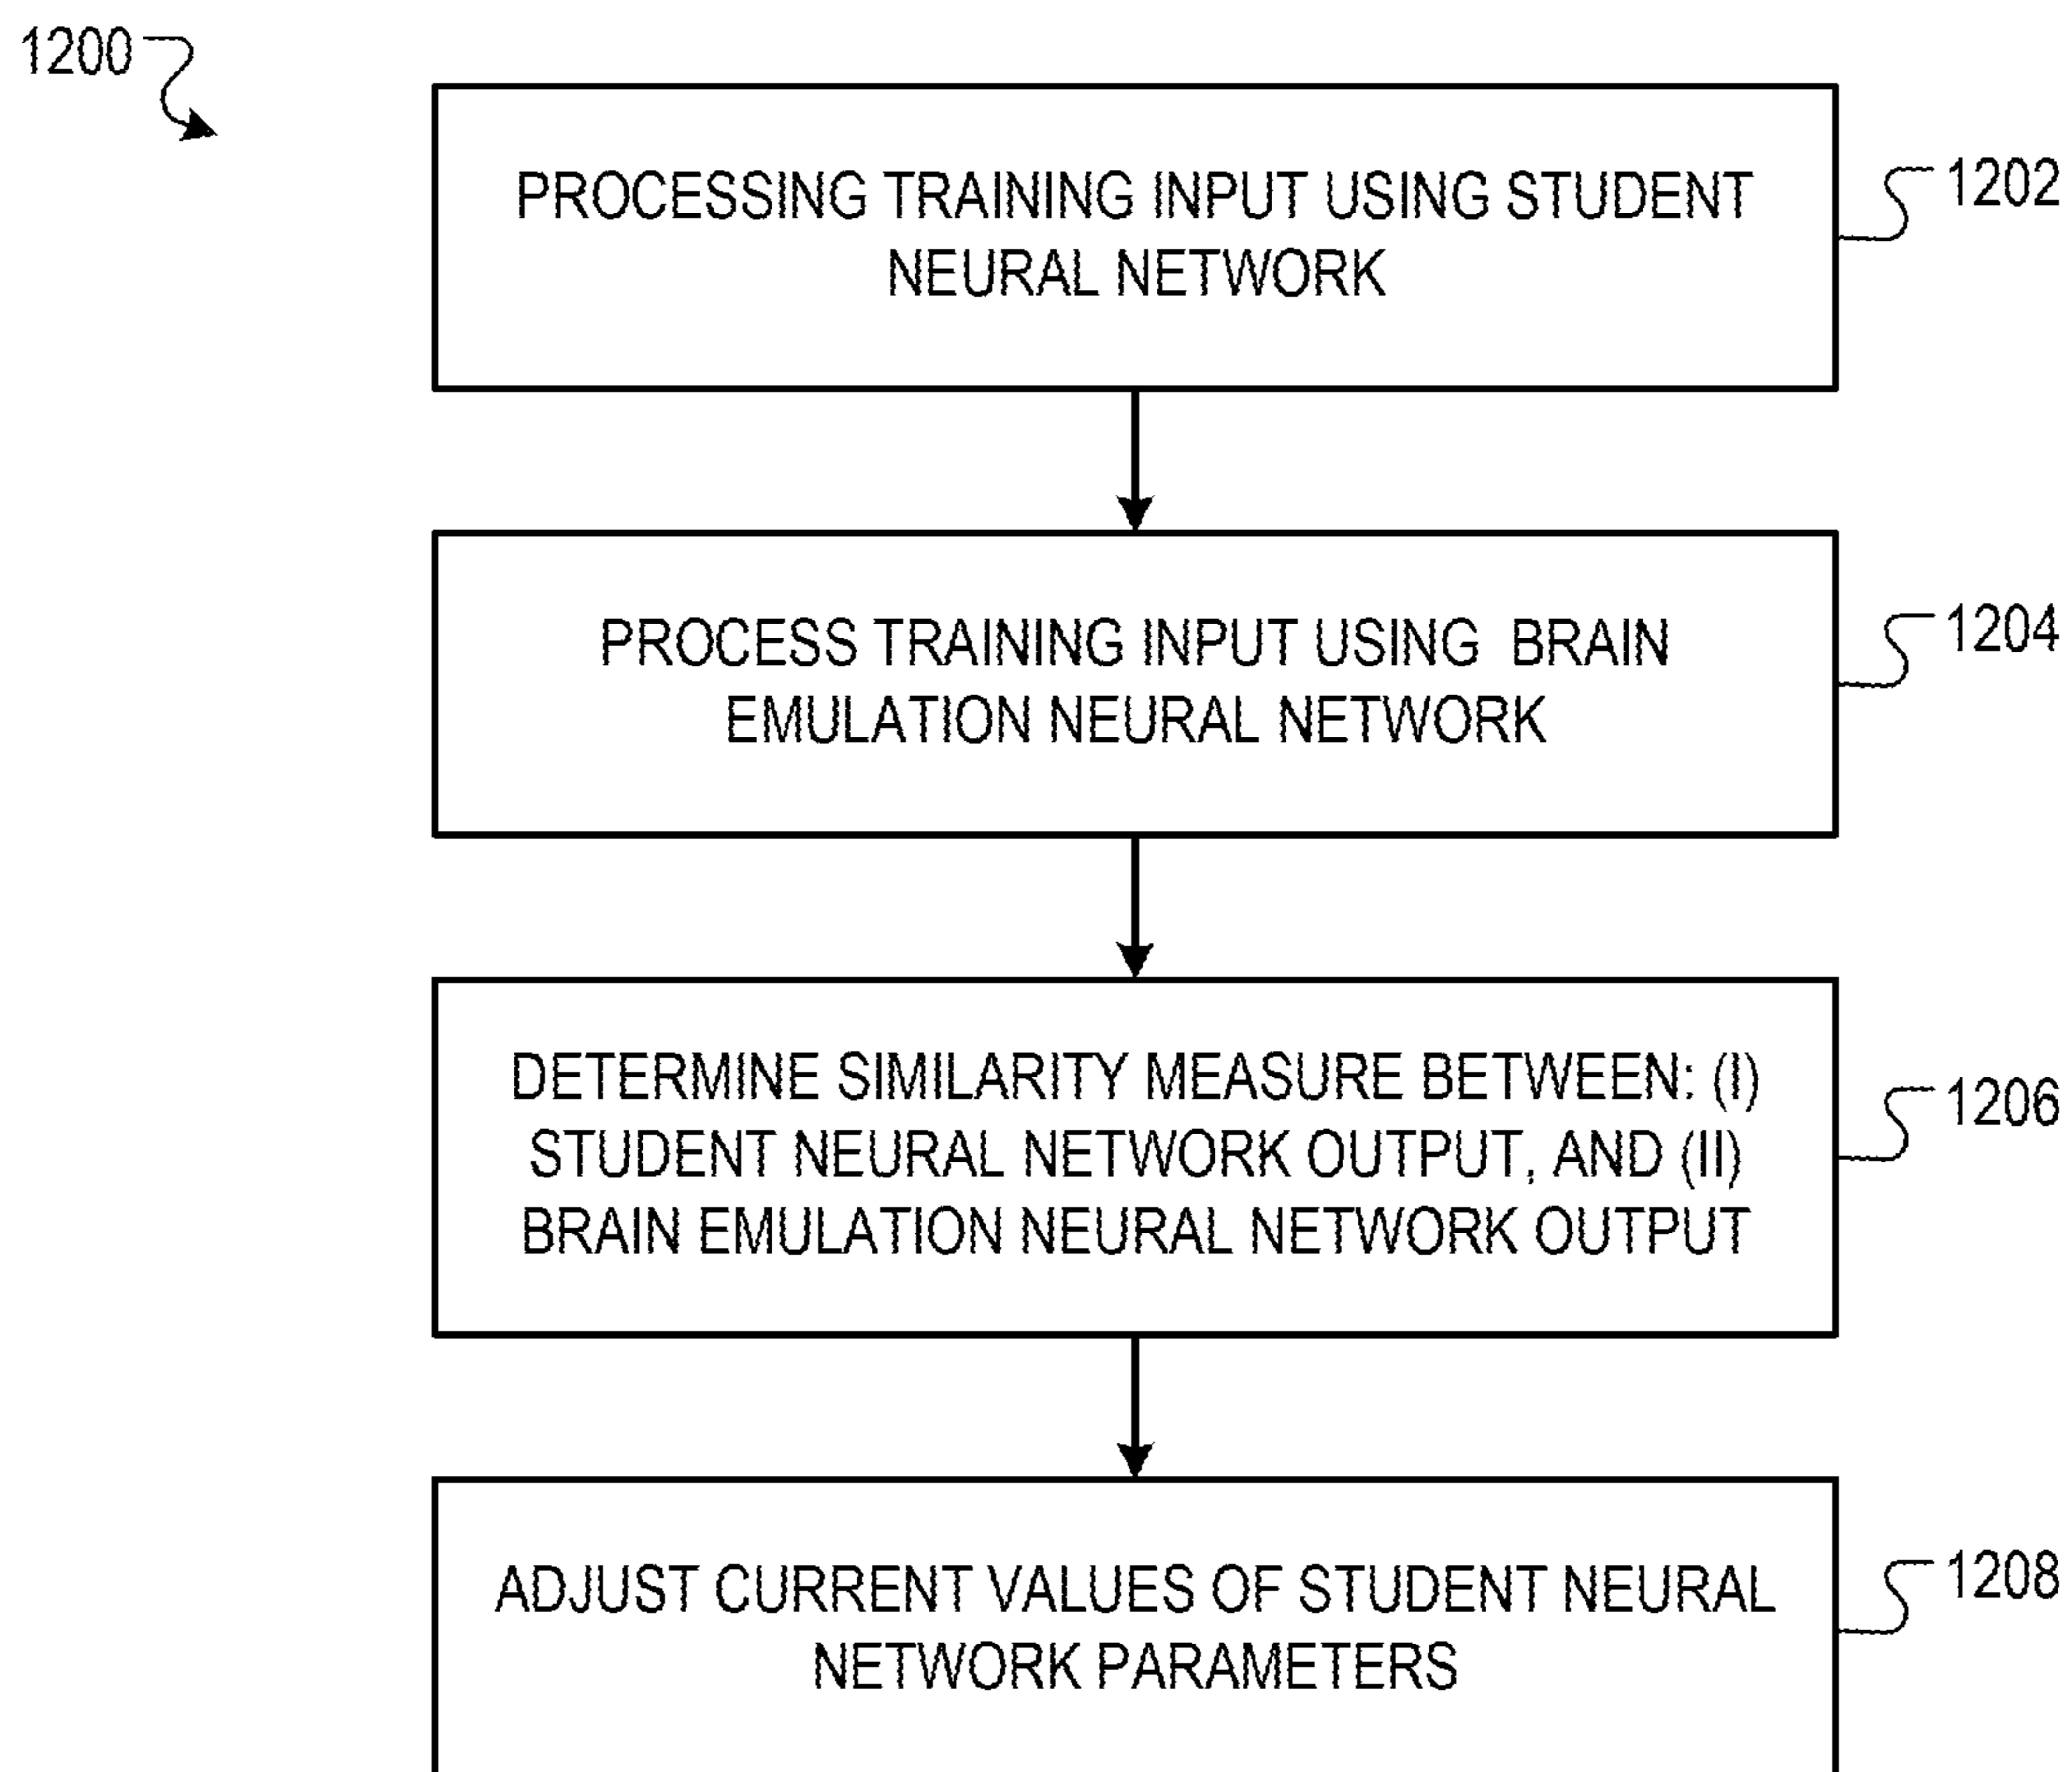 1200
PROCESSING TRAINING INPUT USING STUDENT
NEURAL NETWORK
1202
PROCESS TRAINING INPUT USING BRAIN
EMULATION NEURAL NETWORK
1204
DETERMINE SIMILARITY MEASURE BETWEEN: (I)
STUDENT NEURAL NETWORK OUTPUT, AND (II)
BRAIN EMULATION NEURAL NETWORK OUTPUT
1206
ADJUST CURRENT VALUES OF STUDENT NEURAL
NETWORK PARAMETERS
1208